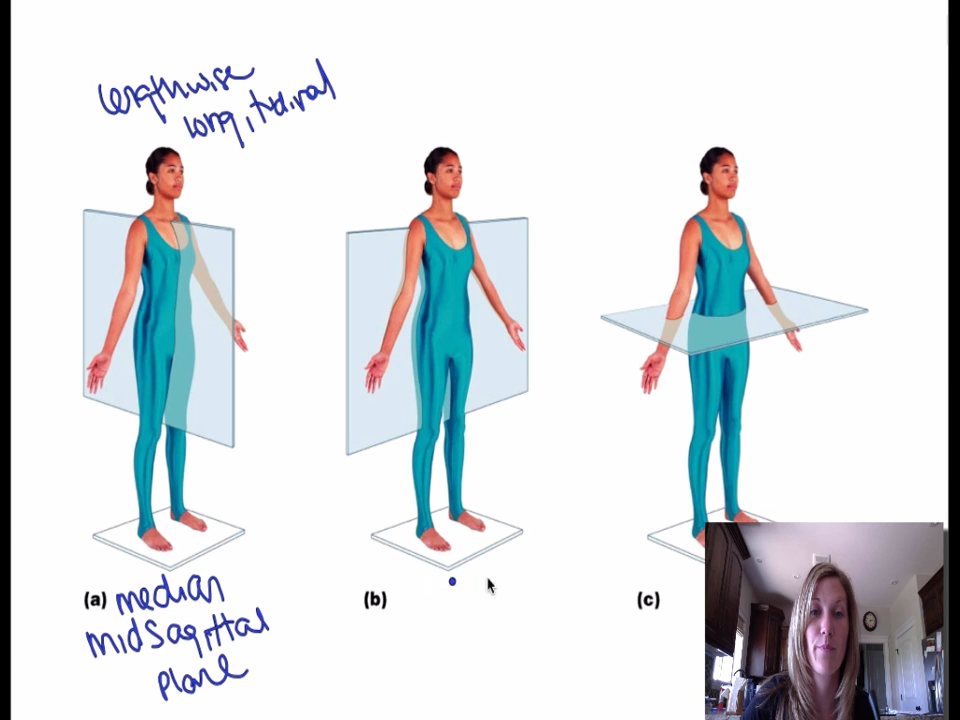 lengthwise
longitudinal
(a) median
midsagittal
plane
(b)
(c)